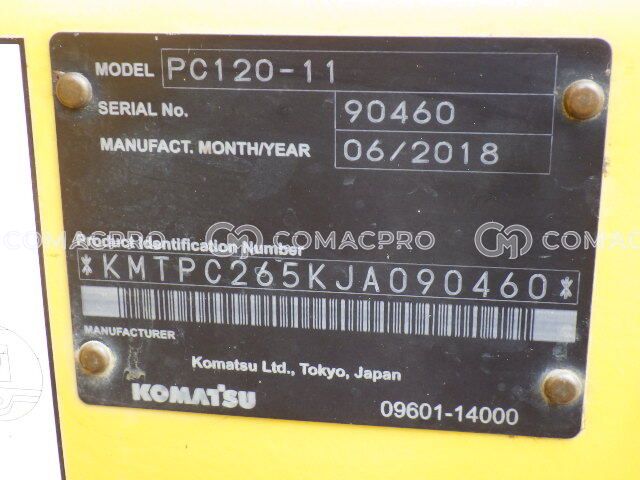 MODEL PC120-11
SERIAL No. 90460
MANUFACT. MONTH/YEAR 06/2018
Product Identification Number
*KMTPC265KJA090460*
MANUFACTURER
Komatsu Ltd., Tokyo, Japan
KOMATSU
09601-14000
COMACPRO
COMACPRO